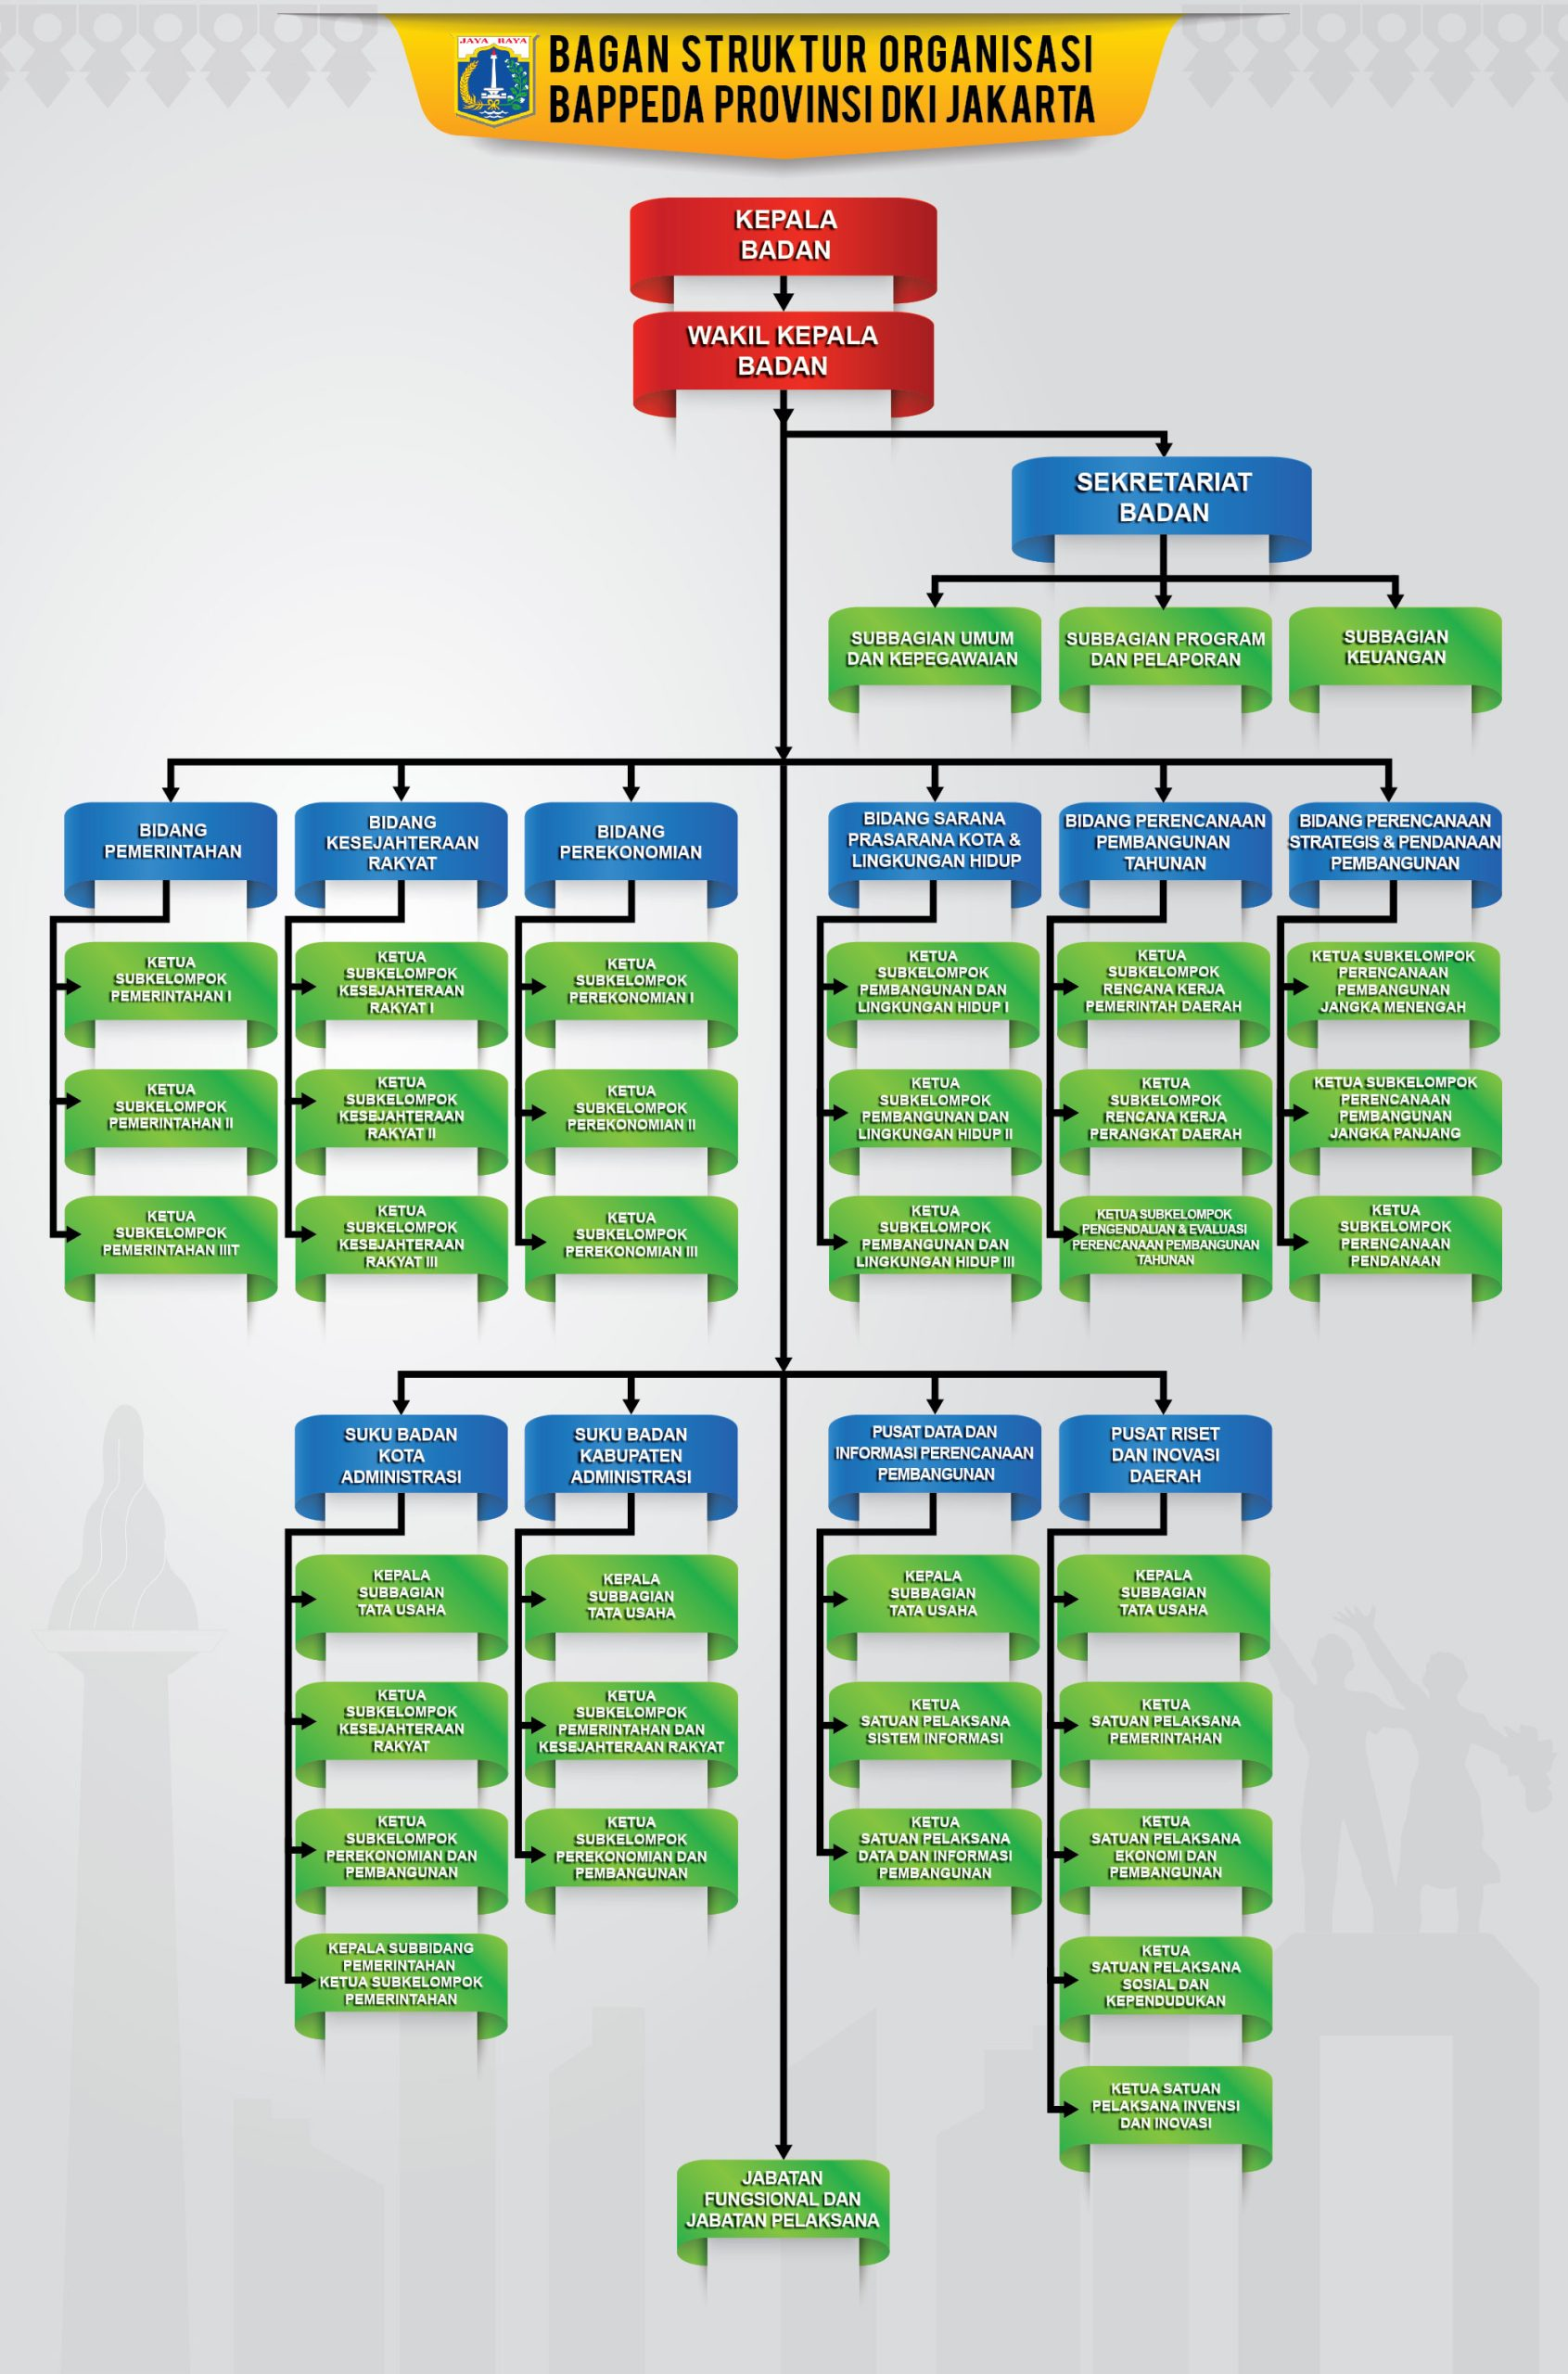 JAYA RAYA
BAGAN STRUKTUR ORGANISASI
BAPPEDA PROVINSI DKI JAKARTA
KEPALA
BADAN
WAKIL KEPALA
BADAN
SEKRETARIAT
BADAN
SUBBAGIAN UMUM
DAN KEPEGAWAIAN
SUBBAGIAN PROGRAM
DAN PELAPORAN
SUBBAGIAN
KEUANGAN
BIDANG
PEMERINTAHAN
BIDANG
KESEJAHTERAAN
RAKYAT
BIDANG
PEREKONOMIAN
BIDANG SARANA
PRASARANA KOTA &
LINGKUNGAN HIDUP
BIDANG PERENCANAAN
PEMBANGUNAN
TAHUNAN
BIDANG PERENCANAAN
STRATEGIS & PENDANAAN
PEMBANGUNAN
KETUA
SUBKELOMPOK
PEMERINTAHAN I
KETUA
SUBKELOMPOK
KESEJAHTERAAN
RAKYAT I
KETUA
SUBKELOMPOK
PEREKONOMIAN I
KETUA
SUBKELOMPOK
PEMBANGUNAN DAN
LINGKUNGAN HIDUP I
KETUA
SUBKELOMPOK
RENCANA KERJA
PEMERINTAH DAERAH
KETUA SUBKELOMPOK
PERENCANAAN
PEMBANGUNAN
JANGKA MENENGAH
KETUA
SUBKELOMPOK
PEMERINTAHAN II
KETUA
SUBKELOMPOK
KESEJAHTERAAN
RAKYAT II
KETUA
SUBKELOMPOK
PEREKONOMIAN II
KETUA
SUBKELOMPOK
PEMBANGUNAN DAN
LINGKUNGAN HIDUP II
KETUA
SUBKELOMPOK
RENCANA KERJA
PERANGKAT DAERAH
KETUA SUBKELOMPOK
PERENCANAAN
PEMBANGUNAN
JANGKA PANJANG
KETUA
SUBKELOMPOK
PEMERINTAHAN IIIT
KETUA
SUBKELOMPOK
KESEJAHTERAAN
RAKYAT III
KETUA
SUBKELOMPOK
PEREKONOMIAN III
KETUA
SUBKELOMPOK
PEMBANGUNAN DAN
LINGKUNGAN HIDUP III
KETUA SUBKELOMPOK
PENGENDALIAN & EVALUASI
PERENCANAAN PEMBANGUNAN
TAHUNAN
KETUA
SUBKELOMPOK
PERENCANAAN
PENDANAAN
SUKU BADAN
KOTA
ADMINISTRASI
SUKU BADAN
KABUPATEN
ADMINISTRASI
PUSAT DATA DAN
INFORMASI PERENCANAAN
PEMBANGUNAN
PUSAT RISET
DAN INOVASI
DAERAH
KEPALA
SUBBAGIAN
TATA USAHA
KEPALA
SUBBAGIAN
TATA USAHA
KEPALA
SUBBAGIAN
TATA USAHA
KEPALA
SUBBAGIAN
TATA USAHA
KETUA
SUBKELOMPOK
KESEJAHTERAAN
RAKYAT
KETUA
SUBKELOMPOK
PEMERINTAHAN DAN
KESEJAHTERAAN RAKYAT
KETUA
SATUAN PELAKSANA
SISTEM INFORMASI
KETUA
SATUAN PELAKSANA
PEMERINTAHAN
KETUA
SUBKELOMPOK
PEREKONOMIAN DAN
PEMBANGUNAN
KETUA
SUBKELOMPOK
PEREKONOMIAN DAN
PEMBANGUNAN
KETUA
SATUAN PELAKSANA
DATA DAN INFORMASI
PEMBANGUNAN
KETUA
SATUAN PELAKSANA
EKONOMI DAN
PEMBANGUNAN
KEPALA SUBBIDANG
PEMERINTAHAN
KETUA SUBKELOMPOK
PEMERINTAHAN
KETUA
SATUAN PELAKSANA
SOSIAL DAN
KEPENDUDUKAN
KETUA SATUAN
PELAKSANA INVENSI
DAN INOVASI
JABATAN
FUNGSIONAL DAN
JABATAN PELAKSANA